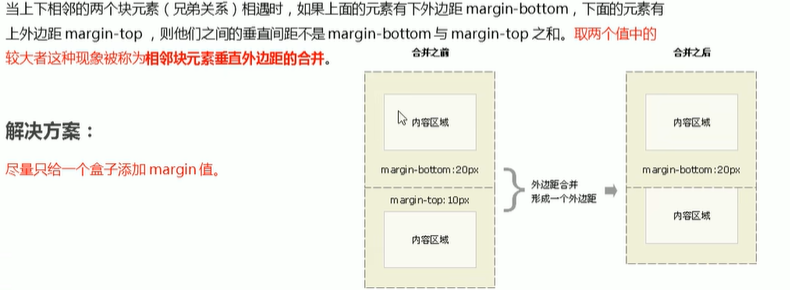 当上下相邻的两个块元素（兄弟关系）相遇时，如果上面的元素有下外边距 margin-bottom，下面的元素有
上外边距 margin-top ，则他们之间的垂直间距不是 margin-bottom 与 margin-top 之和。取两个值中的
较大者这种现象被称为相邻块元素垂直外边距的合并。
合并之前
合并之后
内容区域
内容区域
解决方案：
尽量只给一个盒子添加 margin 值。
margin-bottom:20px
margin-bottom:20px
外边距合并
形成一个外边距
margin-top: 10px
内容区域
内容区域